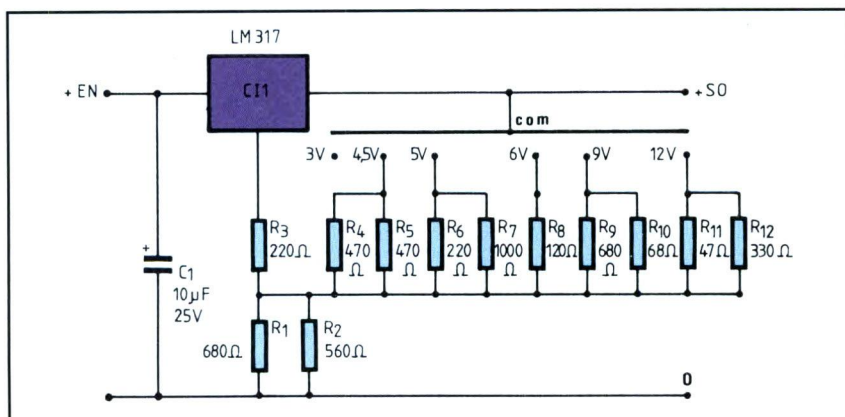 LM 317
+ EN
CI1
+ SO
com
3V 4,5V 5V 6V 9V 12V
R3
220Ω
R4
470
Ω
R5
470
Ω
R6
220
Ω
R7
1000
Ω
R8
120Ω
R9
680
Ω
R10
68Ω
R11
47Ω
R12
330Ω
+
C1
10µF
25V
R1
680Ω
R2
560Ω
0